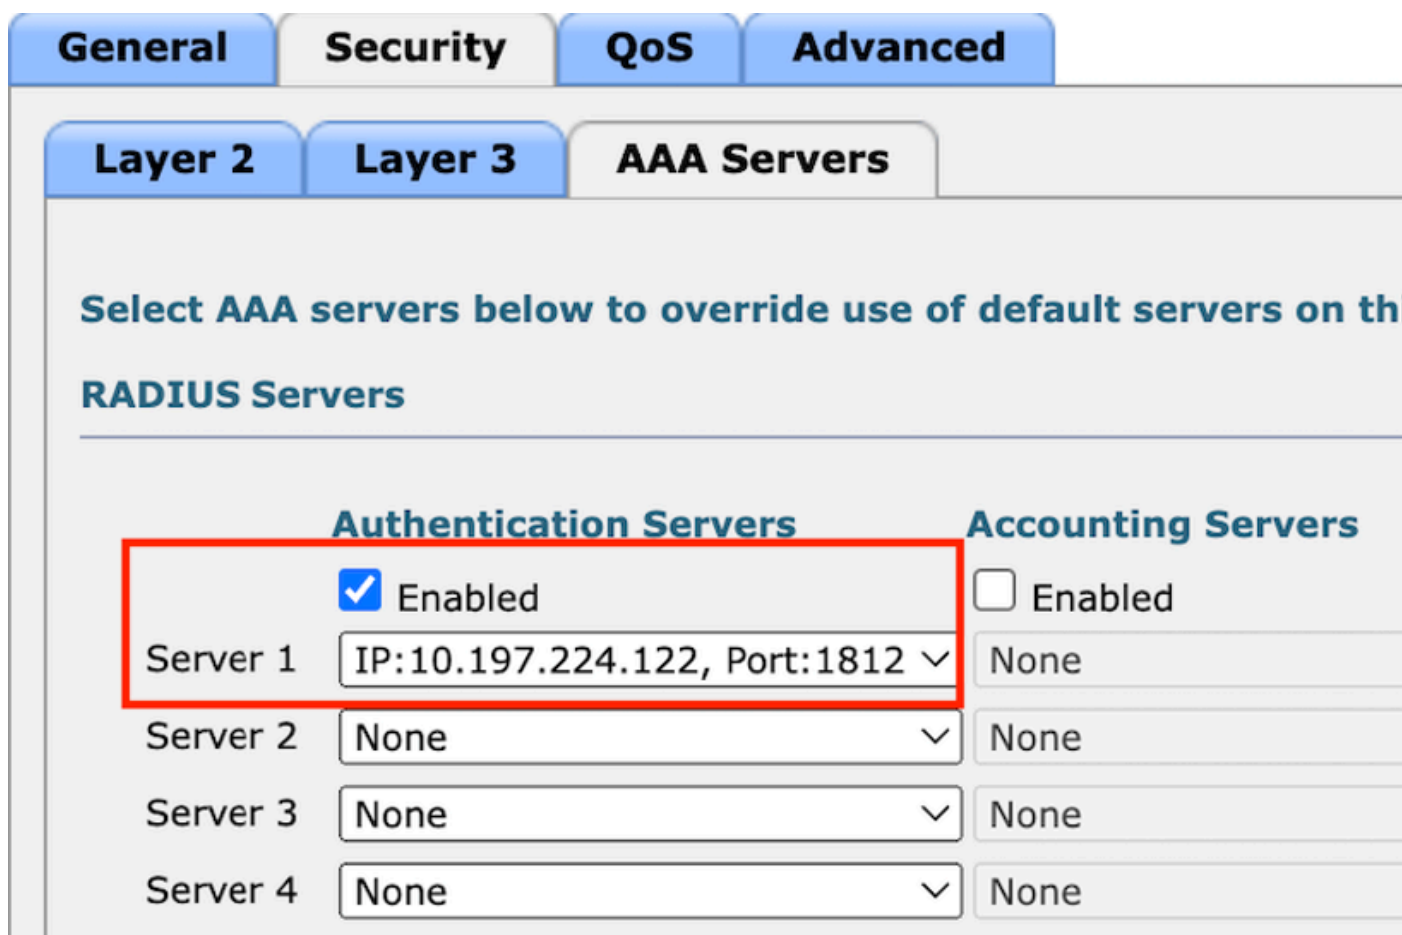 General Security QoS Advanced
Layer 2 Layer 3 AAA Servers
Select AAA servers below to override use of default servers on
RADIUS Servers
Authentication Servers Accounting Servers
Enabled Enabled
Server 1 IP:10.197.224.122, Port:1812 None
Server 2 None None
Server 3 None None
Server 4 None None